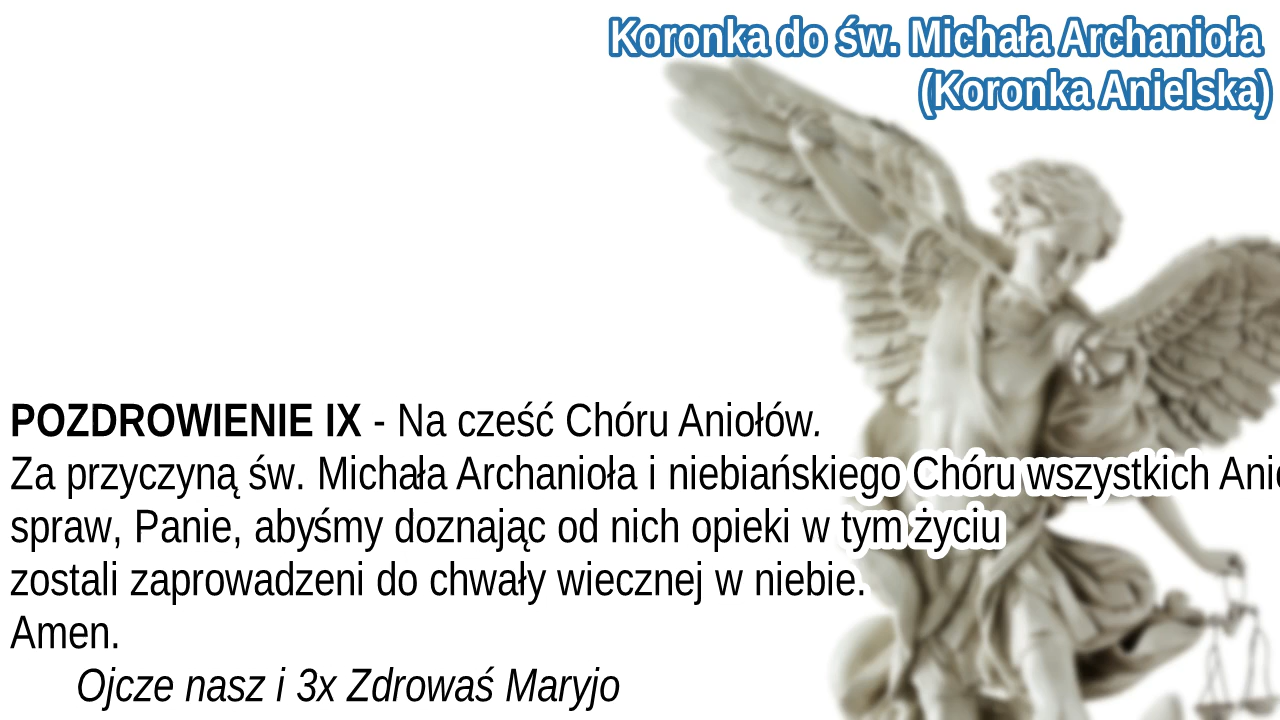 Koronka do św. Michała Archanioła
(Koronka Anielska)
POZDROWIENIE IX - Na cześć Chóru Aniołów.
Za przyczyną św. Michała Archanioła i niebiańskiego Chóru wszystkich
spraw, Panie, abyśmy doznając od nich opieki w tym życiu
zostali zaprowadzeni do chwały wiecznej w niebie.
Amen.
Ojcze nasz i 3x Zdrowaś Maryjo